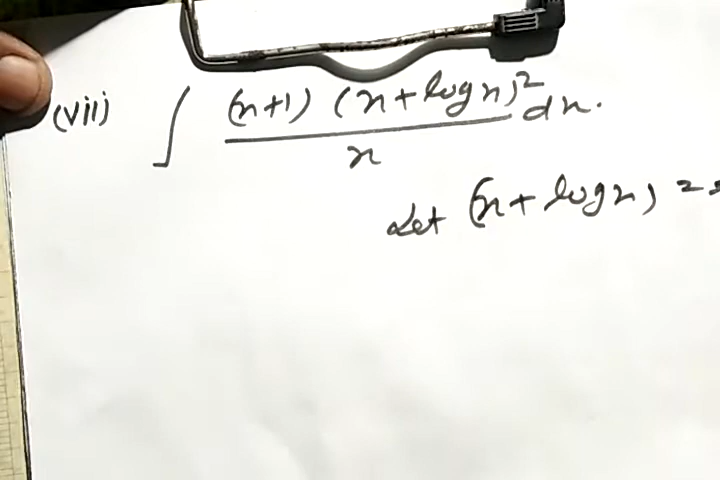 (vii) ∫ (x+1) (x+log x)² dx.
x
Let (x+log x) =